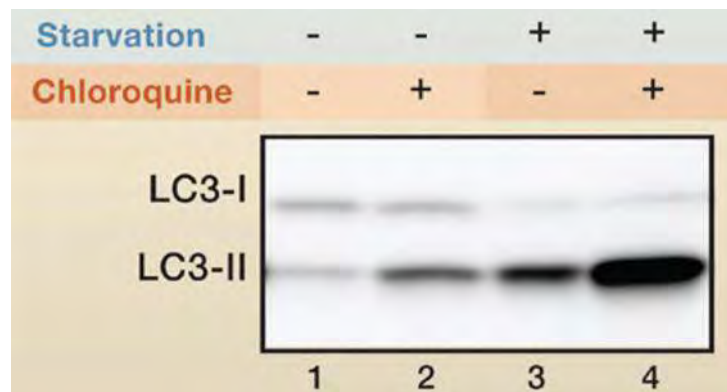 Starvation - - + +
Chloroquine - + - +
LC3-I
LC3-II
1 2 3 4